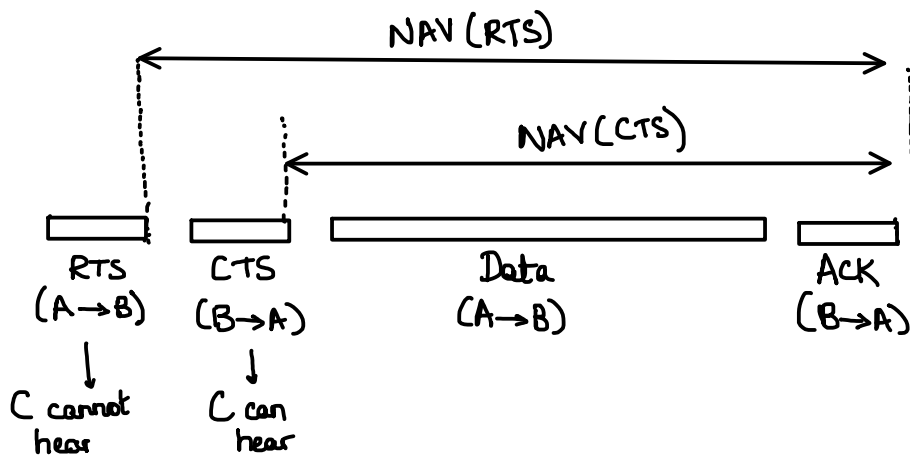 NAV(RTS)
NAV(CTS)
RTS
(A→B)
CTS
(B→A)
Data
(A→B)
ACK
(B→A)
C cannot
hear
C can
hear